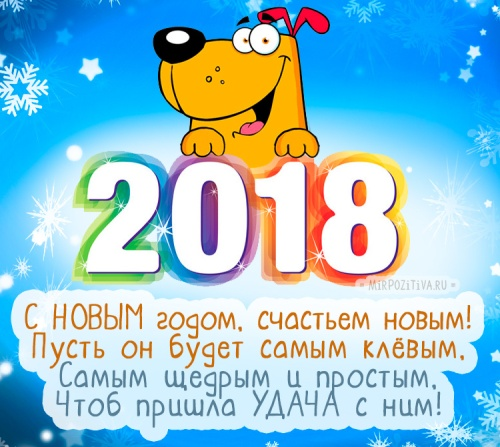 2018
» MIRPOZITIVA.RU «
С НОВЫМ годом, счастьем новым!
Пусть он будет самым клёвым,
Самым щедрым и простым,
Чтоб пришла УДАЧА с ним!